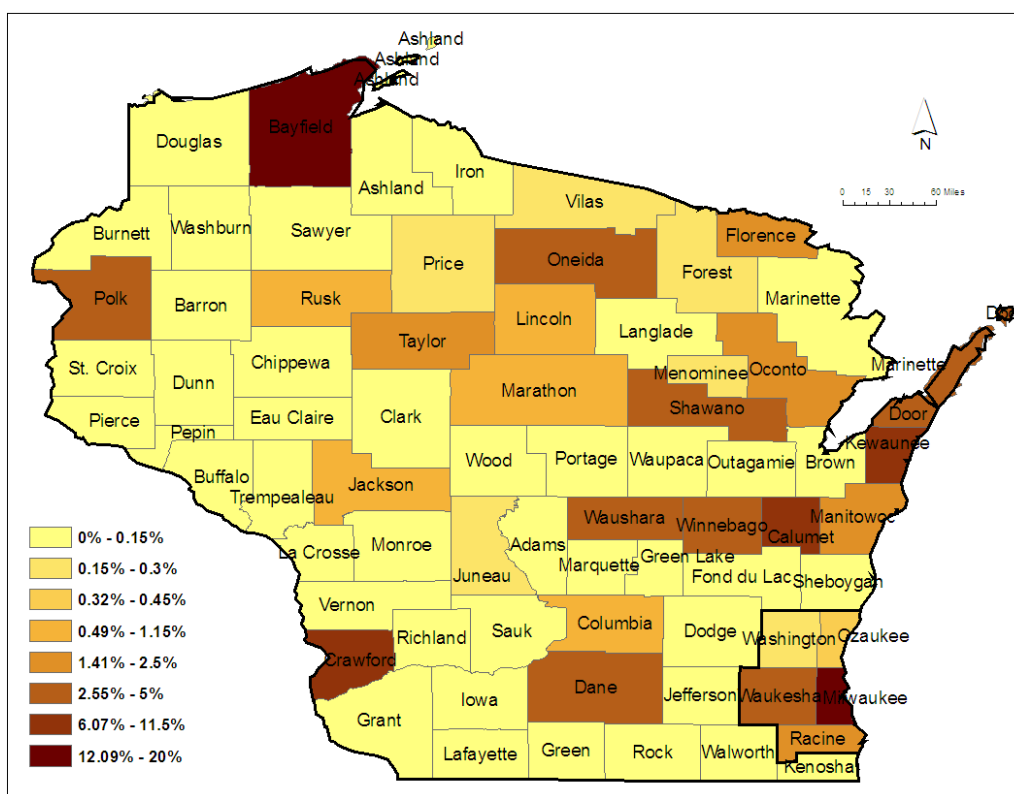 Ashland
Ashland
Ashland
Bayfield
Douglas
Iron
Ashland
N
0 15 30 60 Miles
Vilas
Burnett
Washburn
Sawyer
Florence
Price
Oneida
Forest
Polk
Barron
Rusk
Marinette
Lincoln
Langlade
Taylor
St. Croix
Chippewa
Menominee
Oconto
Marinette
Dunn
Marathon
Pierce
Eau Claire
Clark
Shawano
Door
Pepin
Kewaunee
Buffalo
Wood
Portage
Waupaca
Outagamie
Brown
Trempealeau
Jackson
Waushara
Winnebago
Manitowoc
Calumet
La Crosse
Monroe
Adams
Green Lake
Marquette
Juneau
Fond du Lac
Sheboygan
Vernon
Richland
Sauk
Columbia
Dodge
Washington
Ozaukee
Crawford
Dane
Jefferson
Waukesha
Milwaukee
Iowa
Grant
Racine
Lafayette
Green
Rock
Walworth
Kenosha
0% - 0.15%
0.15% - 0.3%
0.32% - 0.45%
0.49% - 1.15%
1.41% - 2.5%
2.55% - 5%
6.07% - 11.5%
12.09% - 20%